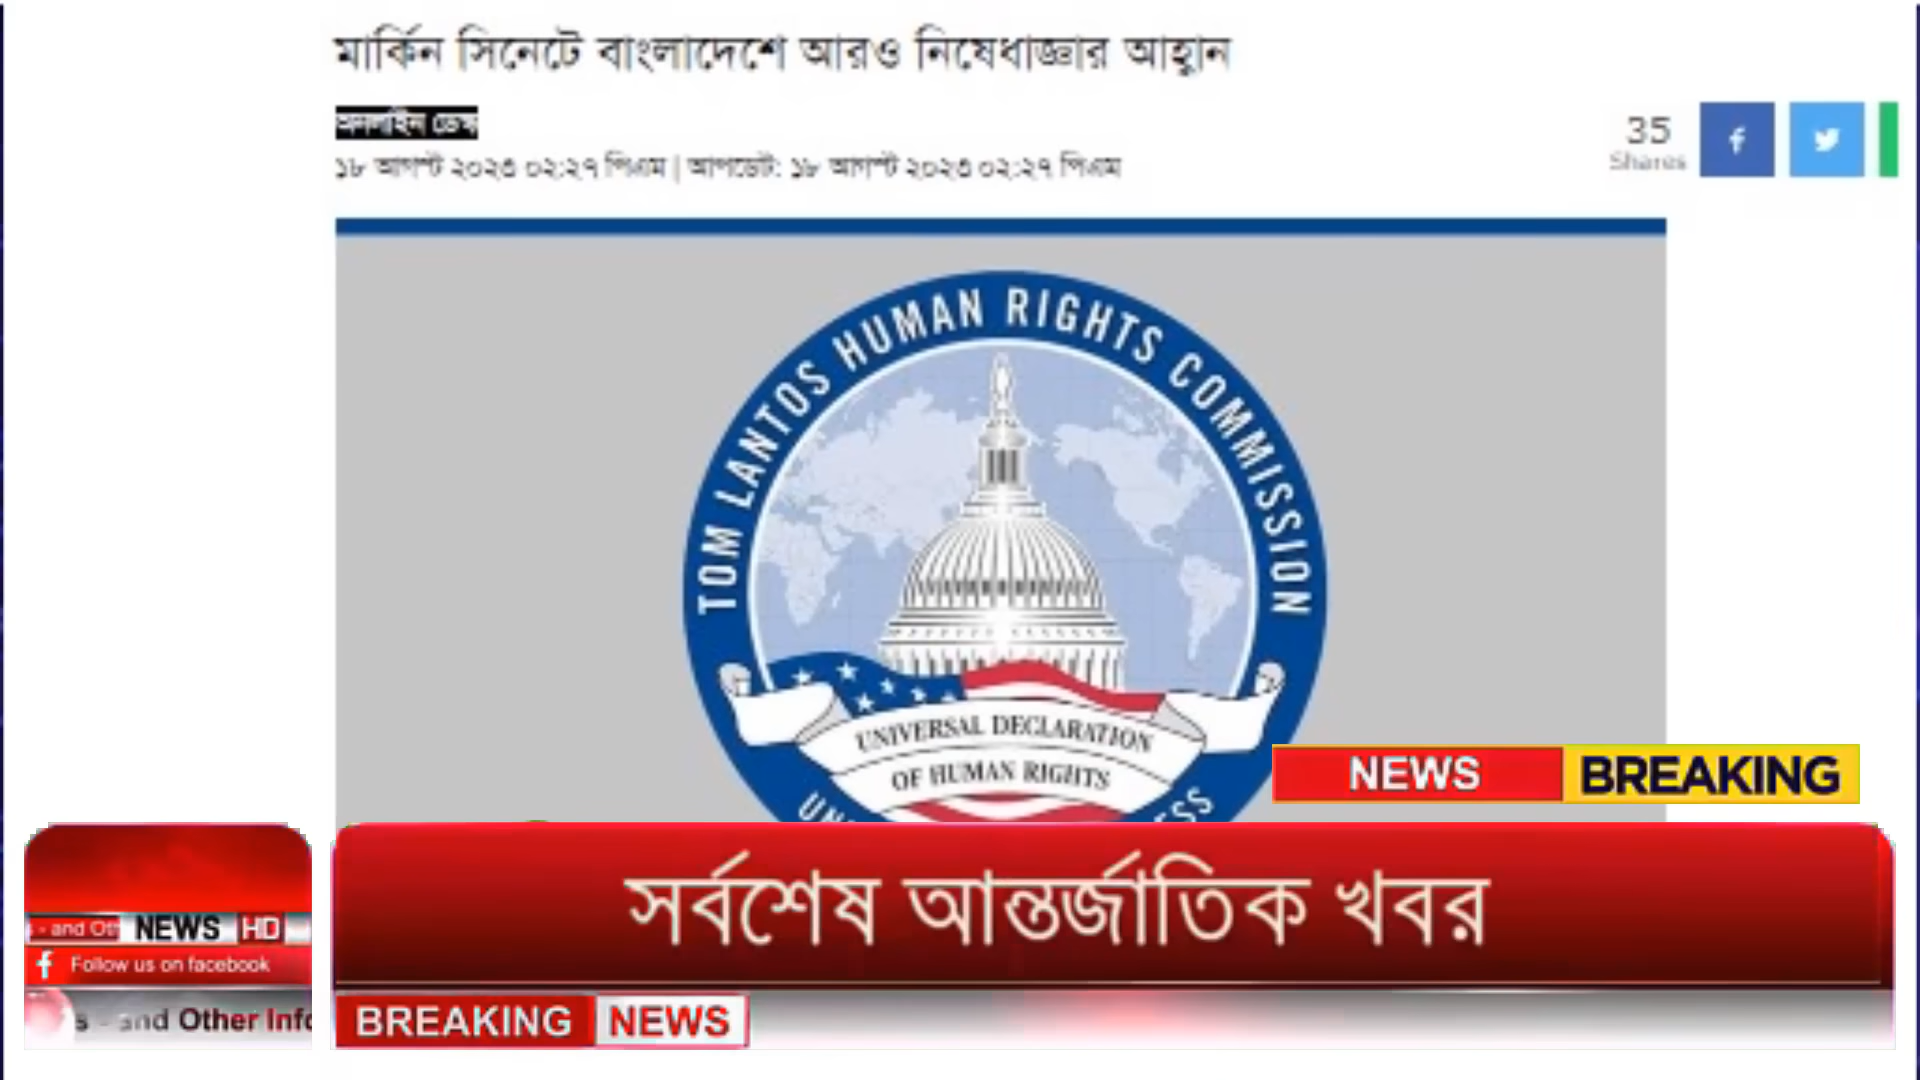 মার্কিন সিনেটে বাংলাদেশে আরও নিষেধাজ্ঞার আহ্বান
অনলাইন ডেস্ক
১৮ আগস্ট ২০২৩ ০২:২৭ পিএম | আপডেট: ১৮ আগস্ট ২০২৩ ০২:২৭ পিএম
35
Shares
TOM LANTOS HUMAN RIGHTS COMMISSION
UNIVERSAL DECLARATION
OF HUMAN RIGHTS
NEWS BREAKING
সর্বশেষ আন্তর্জাতিক খবর
- and Oth NEWS HD
Follow us on facebook
s - and Other Info
BREAKING NEWS